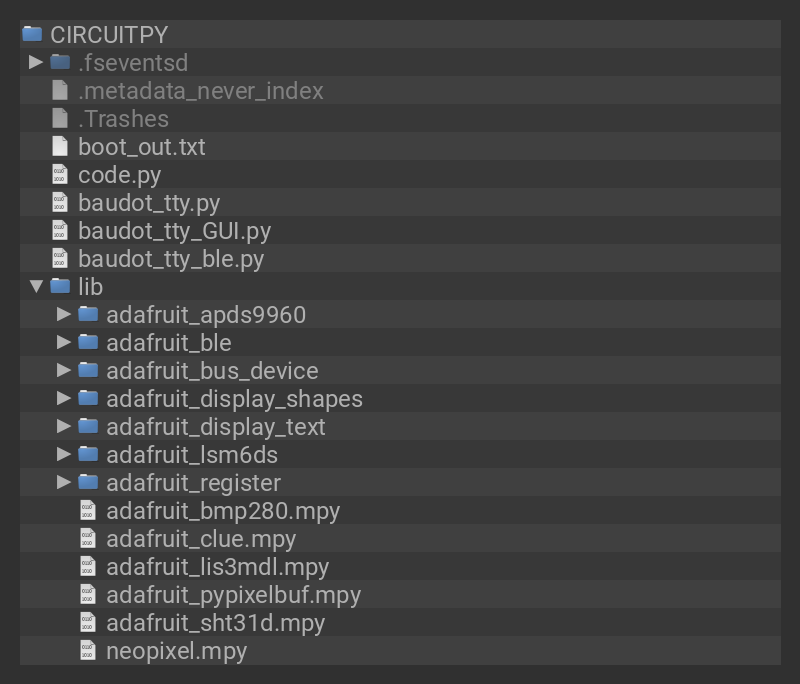 CIRCUITPY
.fseventsd
.metadata_never_index
.Trashes
boot_out.txt
code.py
baudot_tty.py
baudot_tty_GUI.py
baudot_tty_ble.py
lib
adafruit_apds9960
adafruit_ble
adafruit_bus_device
adafruit_display_shapes
adafruit_display_text
adafruit_lsm6ds
adafruit_register
adafruit_bmp280.mpy
adafruit_clue.mpy
adafruit_lis3mdl.mpy
adafruit_pypixelbuf.mpy
adafruit_sht31d.mpy
neopixel.mpy